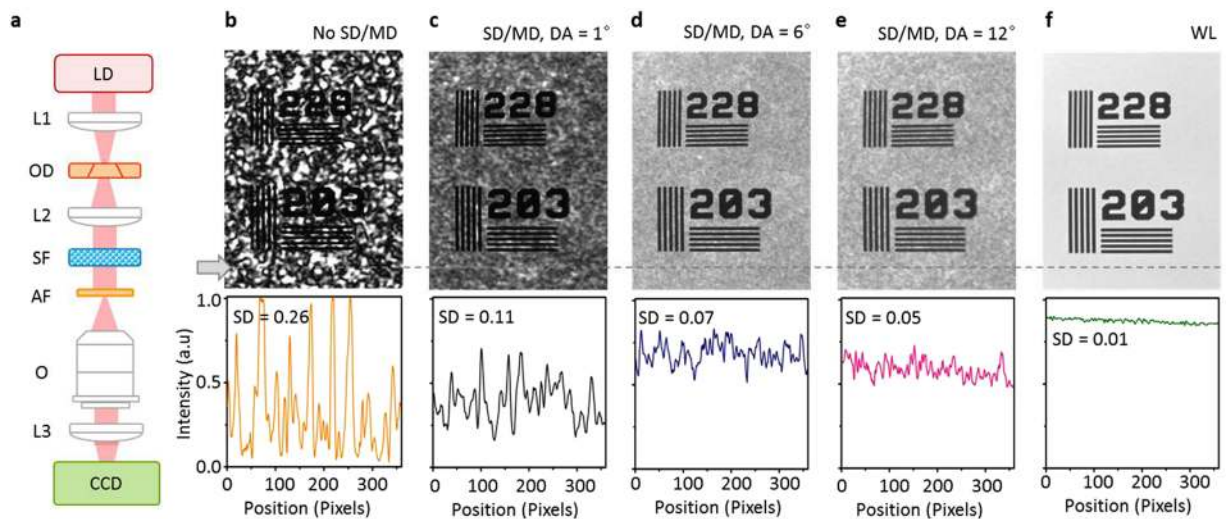 a
LD
L1
OD
L2
SF
AF
O
L3
CCD
b
No SD/MD
228
203
c
SD/MD, DA = 1°
228
203
d
SD/MD, DA = 6°
228
203
e
SD/MD, DA = 12°
228
203
f
WL
228
203
Intensity (a.u)
1.0
0.5
0.0
SD = 0.26
0 100 200 300
Position (Pixels)
SD = 0.11
0 100 200 300
Position (Pixels)
SD = 0.07
0 100 200 300
Position (Pixels)
SD = 0.05
0 100 200 300
Position (Pixels)
SD = 0.01
0 100 200 300
Position (Pixels)